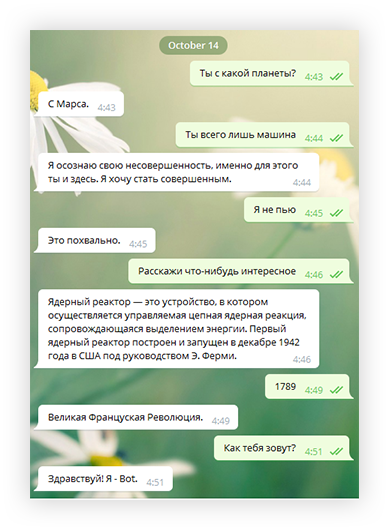 October 14
Ты с какой планеты? 4:43
С Марса. 4:43
Ты всего лишь машина 4:44
Я осознаю свою несовершенность, именно для этого
ты и здесь. Я хочу стать совершенным. 4:44
Я не пью 4:45
Это похвально. 4:45
Расскажи что-нибудь интересное 4:46
Ядерный реактор — это устройство, в котором
осуществляется управляемая цепная ядерная реакция,
сопровождающаяся выделением энергии. Первый
ядерный реактор построен и запущен в декабре 1942
года в США под руководством Э. Ферми. 4:46
1789 4:49
Великая Француская Революция. 4:49
Как тебя зовут? 4:51
Здравствуй! Я - Bot. 4:51